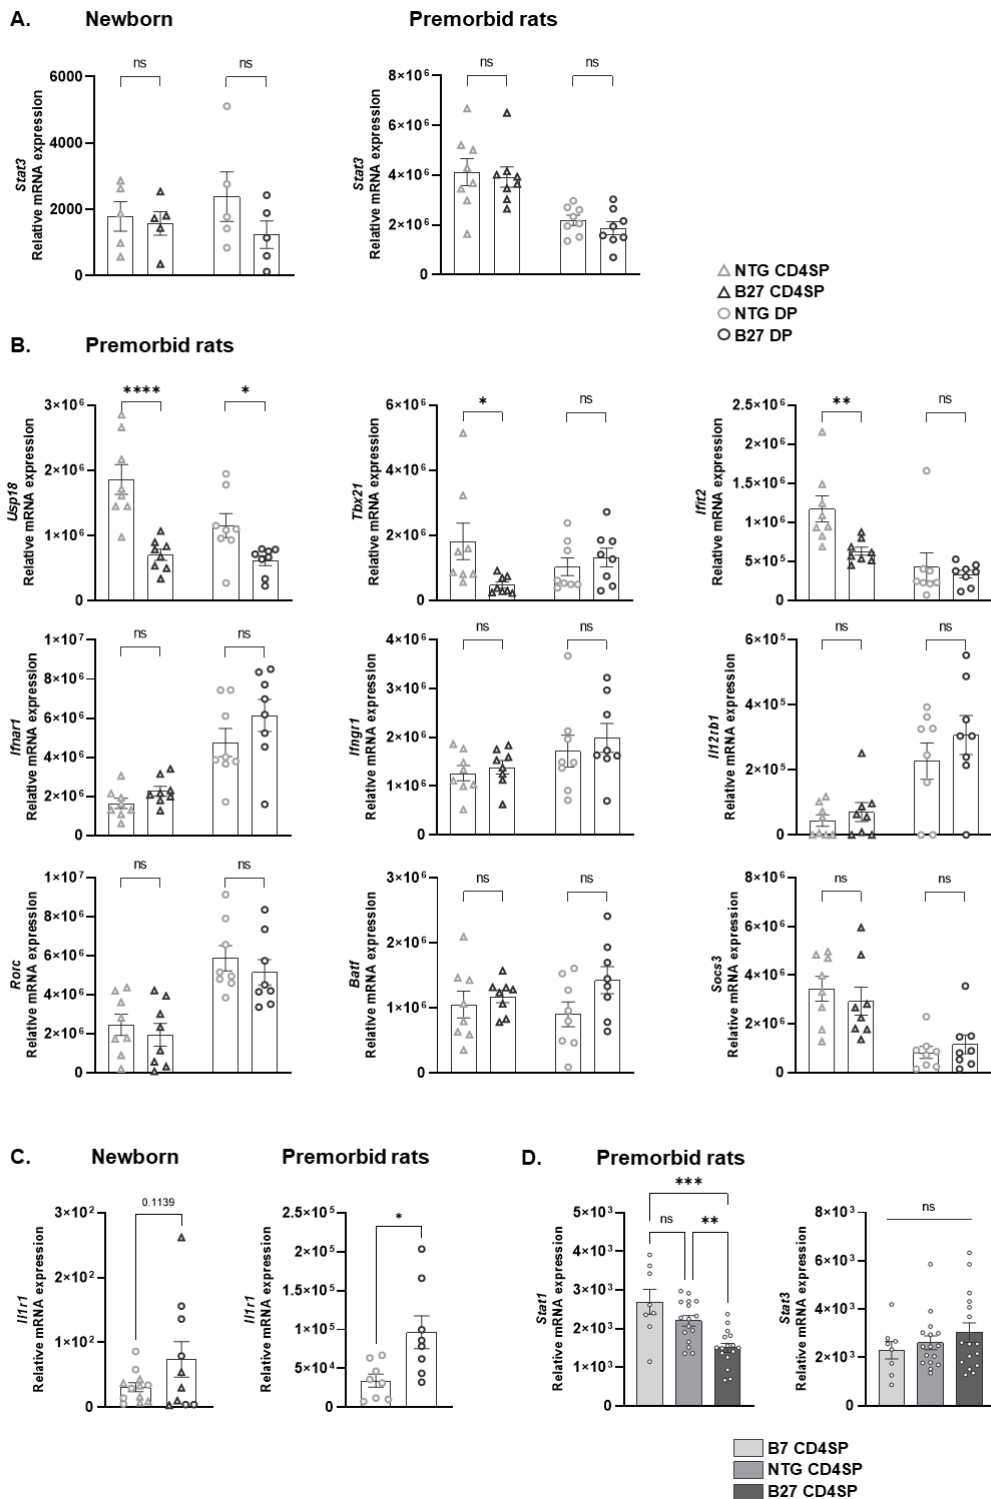 A. Newborn Premorbid rats
Stat3
Relative mRNA expression
6000
4000
2000
0
ns
ns
Stat3
Relative mRNA expression
8×10⁶
6×10⁶
4×10⁶
2×10⁶
0
ns
ns
NTG CD4SP
B27 CD4SP
NTG DP
B27 DP
B. Premorbid rats
Usp18
Relative mRNA expression
3×10⁶
2×10⁶
1×10⁶
0
****
*
Tbx21
Relative mRNA expression
6×10⁶
4×10⁶
2×10⁶
0
*
ns
Ifit2
Relative mRNA expression
2.5×10⁶
2×10⁶
1.5×10⁶
1×10⁶
5×10⁵
0
**
ns
Ifnar1
Relative mRNA expression
1×10⁷
8×10⁶
6×10⁶
4×10⁶
2×10⁶
0
ns
ns
Ifngr1
Relative mRNA expression
4×10⁶
3×10⁶
2×10⁶
1×10⁶
0
ns
ns
Il12rb1
Relative mRNA expression
6×10⁵
4×10⁵
2×10⁵
0
ns
ns
Rorc
Relative mRNA expression
1×10⁷
8×10⁶
6×10⁶
4×10⁶
2×10⁶
0
ns
ns
Batf
Relative mRNA expression
3×10⁶
2×10⁶
1×10⁶
0
ns
ns
Socs3
Relative mRNA expression
8×10⁶
6×10⁶
4×10⁶
2×10⁶
0
ns
ns
C. Newborn Premorbid rats
Il1r1
Relative mRNA expression
3×10²
2×10²
1×10²
0
0.1139
Il1r1
Relative mRNA expression
2.5×10⁵
2×10⁵
1.5×10⁵
1×10⁵
5×10⁴
0
*
D. Premorbid rats
Stat1
Relative mRNA expression
5×10³
4×10³
3×10³
2×10³
1×10³
0
***
ns
**
Stat3
Relative mRNA expression
8×10³
6×10³
4×10³
2×10³
0
ns
B7 CD4SP
NTG CD4SP
B27 CD4SP